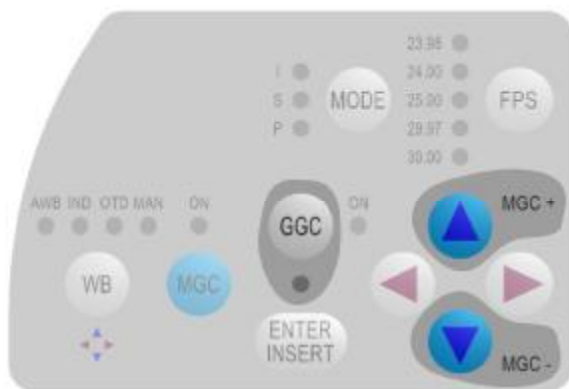 23.98
I
24.00
S
MODE
25.00
FPS
P
29.97
30.00
AWB IND OTD MAN ON
GGC
ON
MGC +
WB
MGC
ENTER
INSERT
MGC -